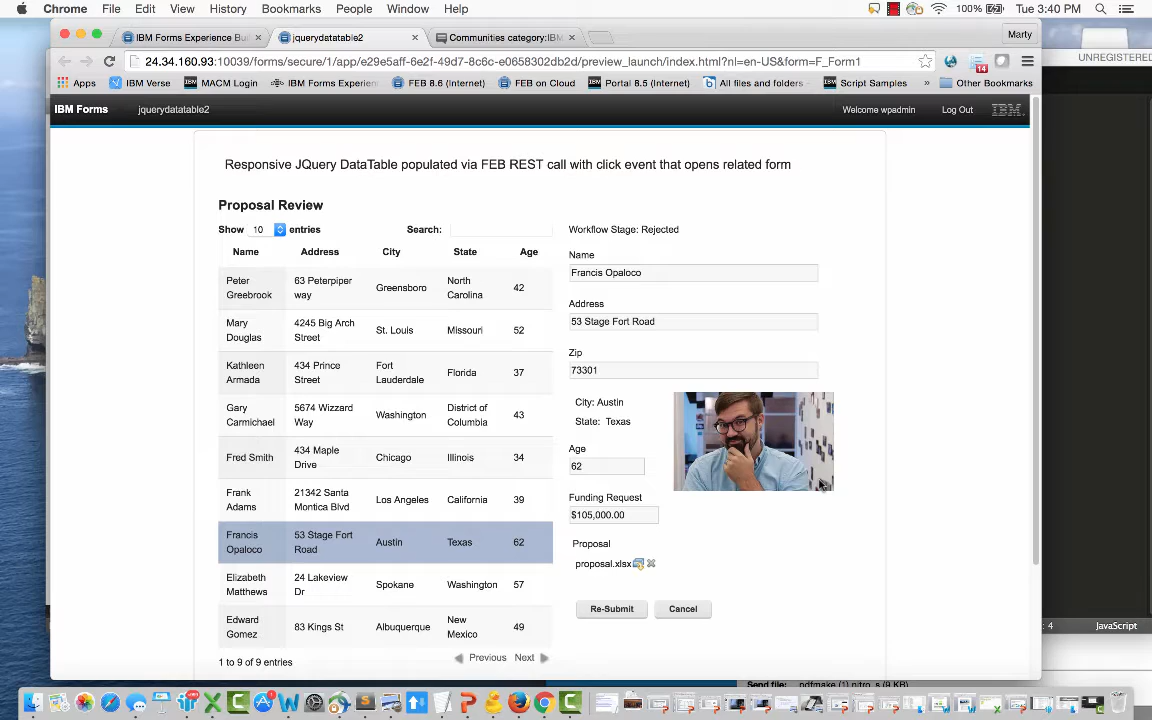 Chrome File Edit View History Bookmarks People Window Help 100% Tue 3:40 PM
IBM Forms Experience Bu jquerydatatable2 Communities category:IBM Marty
UNREGISTERED
24.34.160.93:10039/forms/secure/1/app/e29e5aff-6e2f-49d7-8c6c-e0658302db2d/preview_launch/index.html?nl=en-US&form=F_Form1
14
Apps IBM Verse MACM Login IBM Forms Experien FEB 8.6 (Internet) FEB on Cloud Portal 8.5 (Internet) All files and folders - Script Samples » Other Bookmarks
IBM Forms jquerydatatable2 Welcome wpadmin Log Out IBM
Responsive JQuery DataTable populated via FEB REST call with click event that opens related form
Proposal Review
Show 10 entries Search:
Name Address City State Age
Peter Greebrook 63 Peterpiper way Greensboro North Carolina 42
Mary Douglas 4245 Big Arch Street St. Louis Missouri 52
Kathleen Armada 434 Prince Street Fort Lauderdale Florida 37
Gary Carmichael 5674 Wizzard Way Washington District of Columbia 43
Fred Smith 434 Maple Drive Chicago Illinois 34
Frank Adams 21342 Santa Montica Blvd Los Angeles California 39
Francis Opaloco 53 Stage Fort Road Austin Texas 62
Elizabeth Matthews 24 Lakeview Dr Spokane Washington 57
Edward Gomez 83 Kings St Albuquerque New Mexico 49
1 to 9 of 9 entries Previous Next
Workflow Stage: Rejected
Name
Francis Opaloco
Address
53 Stage Fort Road
Zip
73301
City: Austin
State: Texas
Age
62
Funding Request
$105,000.00
Proposal
proposal.xlsx
Re-Submit Cancel
: 4 JavaScript
Send file: pdfmake (1) nitro_s (9 KB)